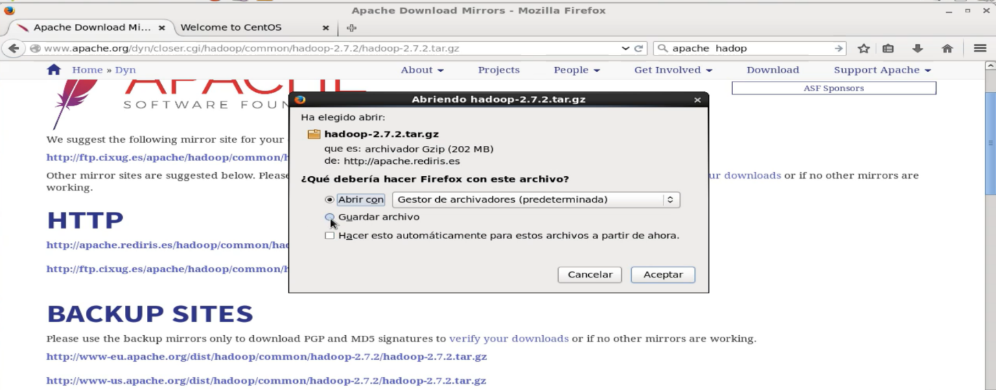 Apache Download Mirrors - Mozilla Firefox
Apache Download Mi... × Welcome to CentOS ×
www.apache.org/dyn/closer.cgi/hadoop/common/hadoop-2.7.2/hadoop-2.7.2.tar.gz apache hadop
Home » Dyn About Projects People Get Involved Download Support Apache
ASF Sponsors
APACHE
SOFTWARE FOUN
We suggest the following mirror site for your
http://ftp.cixug.es/apache/hadoop/common/h
Other mirror sites are suggested below. Please
ur downloads or if no other mirrors are
working.
HTTP
http://apache.rediris.es/hadoop/common/had
http://ftp.cixug.es/apache/hadoop/common/h
Abriendo hadoop-2.7.2.tar.gz
Ha elegido abrir:
hadoop-2.7.2.tar.gz
que es: archivador Gzip (202 MB)
de: http://apache.rediris.es
¿Qué debería hacer Firefox con este archivo?
Abrir con Gestor de archivadores (predeterminada)
Guardar archivo
Hacer esto automáticamente para estos archivos a partir de ahora.
Cancelar Aceptar
BACKUP SITES
Please use the backup mirrors only to download PGP and MD5 signatures to verify your downloads or if no other mirrors are working.
http://www-eu.apache.org/dist/hadoop/common/hadoop-2.7.2/hadoop-2.7.2.tar.gz
http://www-us.apache.org/dist/hadoop/common/hadoop-2.7.2/hadoop-2.7.2.tar.gz